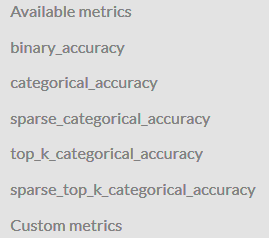 Available metrics
binary_accuracy
categorical_accuracy
sparse_categorical_accuracy
top_k_categorical_accuracy
sparse_top_k_categorical_accuracy
Custom metrics